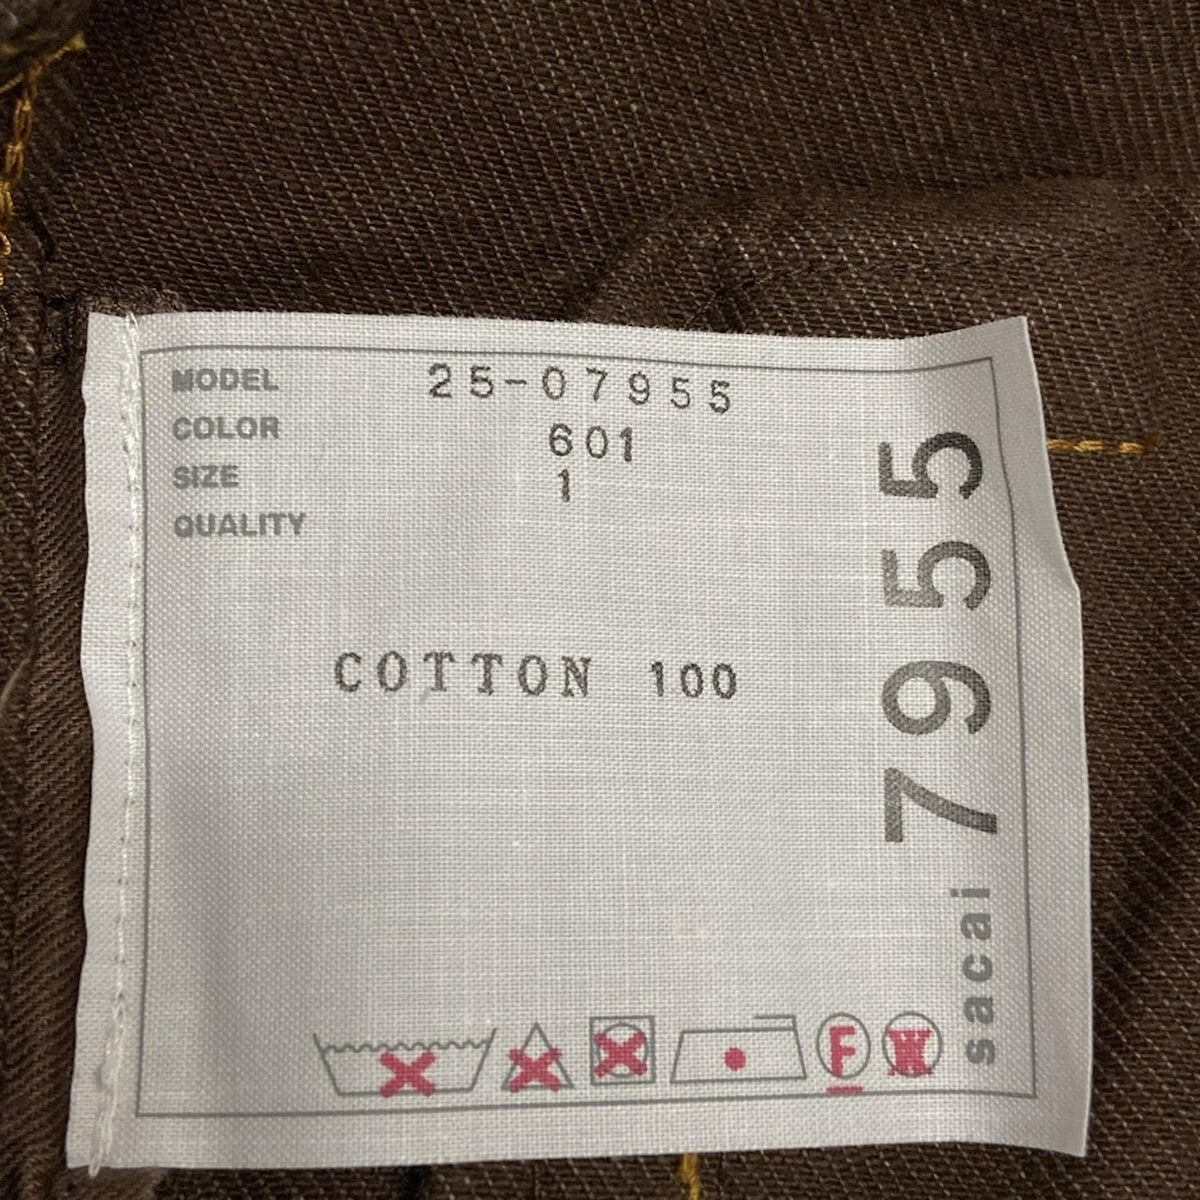 MODEL 25-07955
COLOR 601
SIZE 1
QUALITY
COTTON 100
sacai 7955
F W